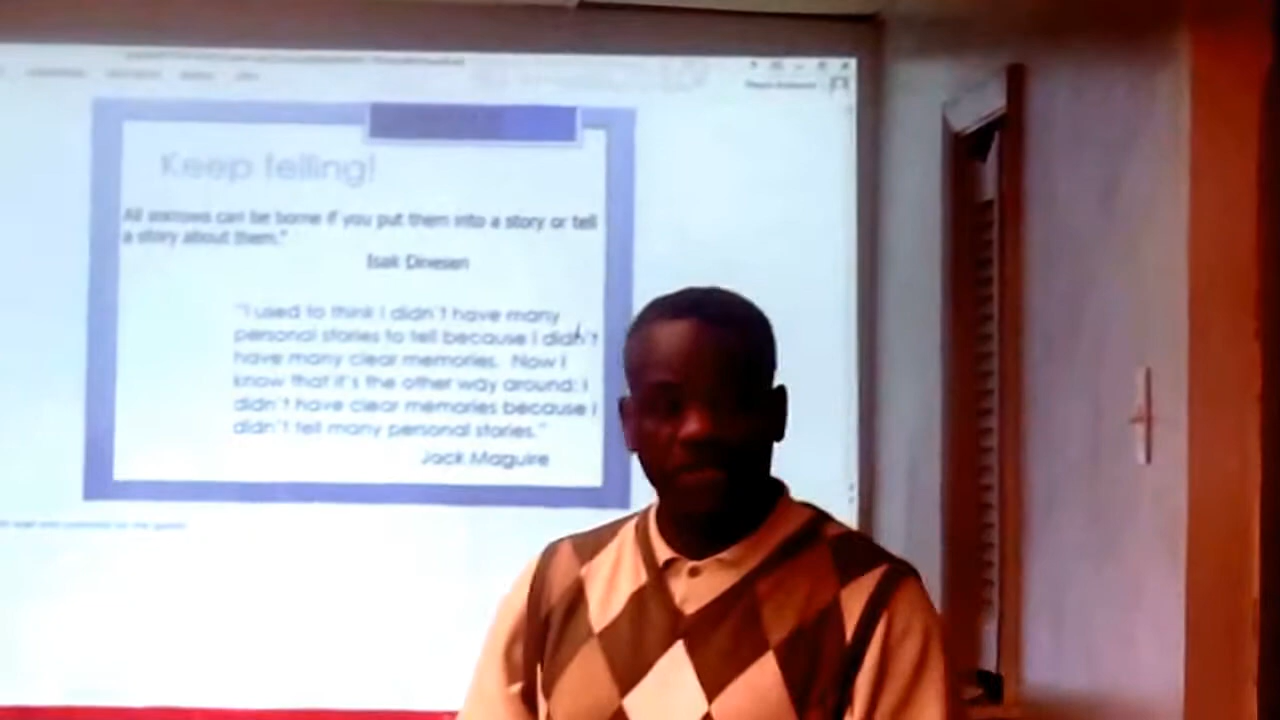 Keep telling!
All sorrows can be borne if you put them into a story or tell
a story about them."
Isak Dinesen
"I used to think I didn't have many
personal stories to tell because I didn't
have many clear memories. Now I
know that it's the other way around: I
didn't have clear memories because I
didn't tell many personal stories."
Jack Maguire